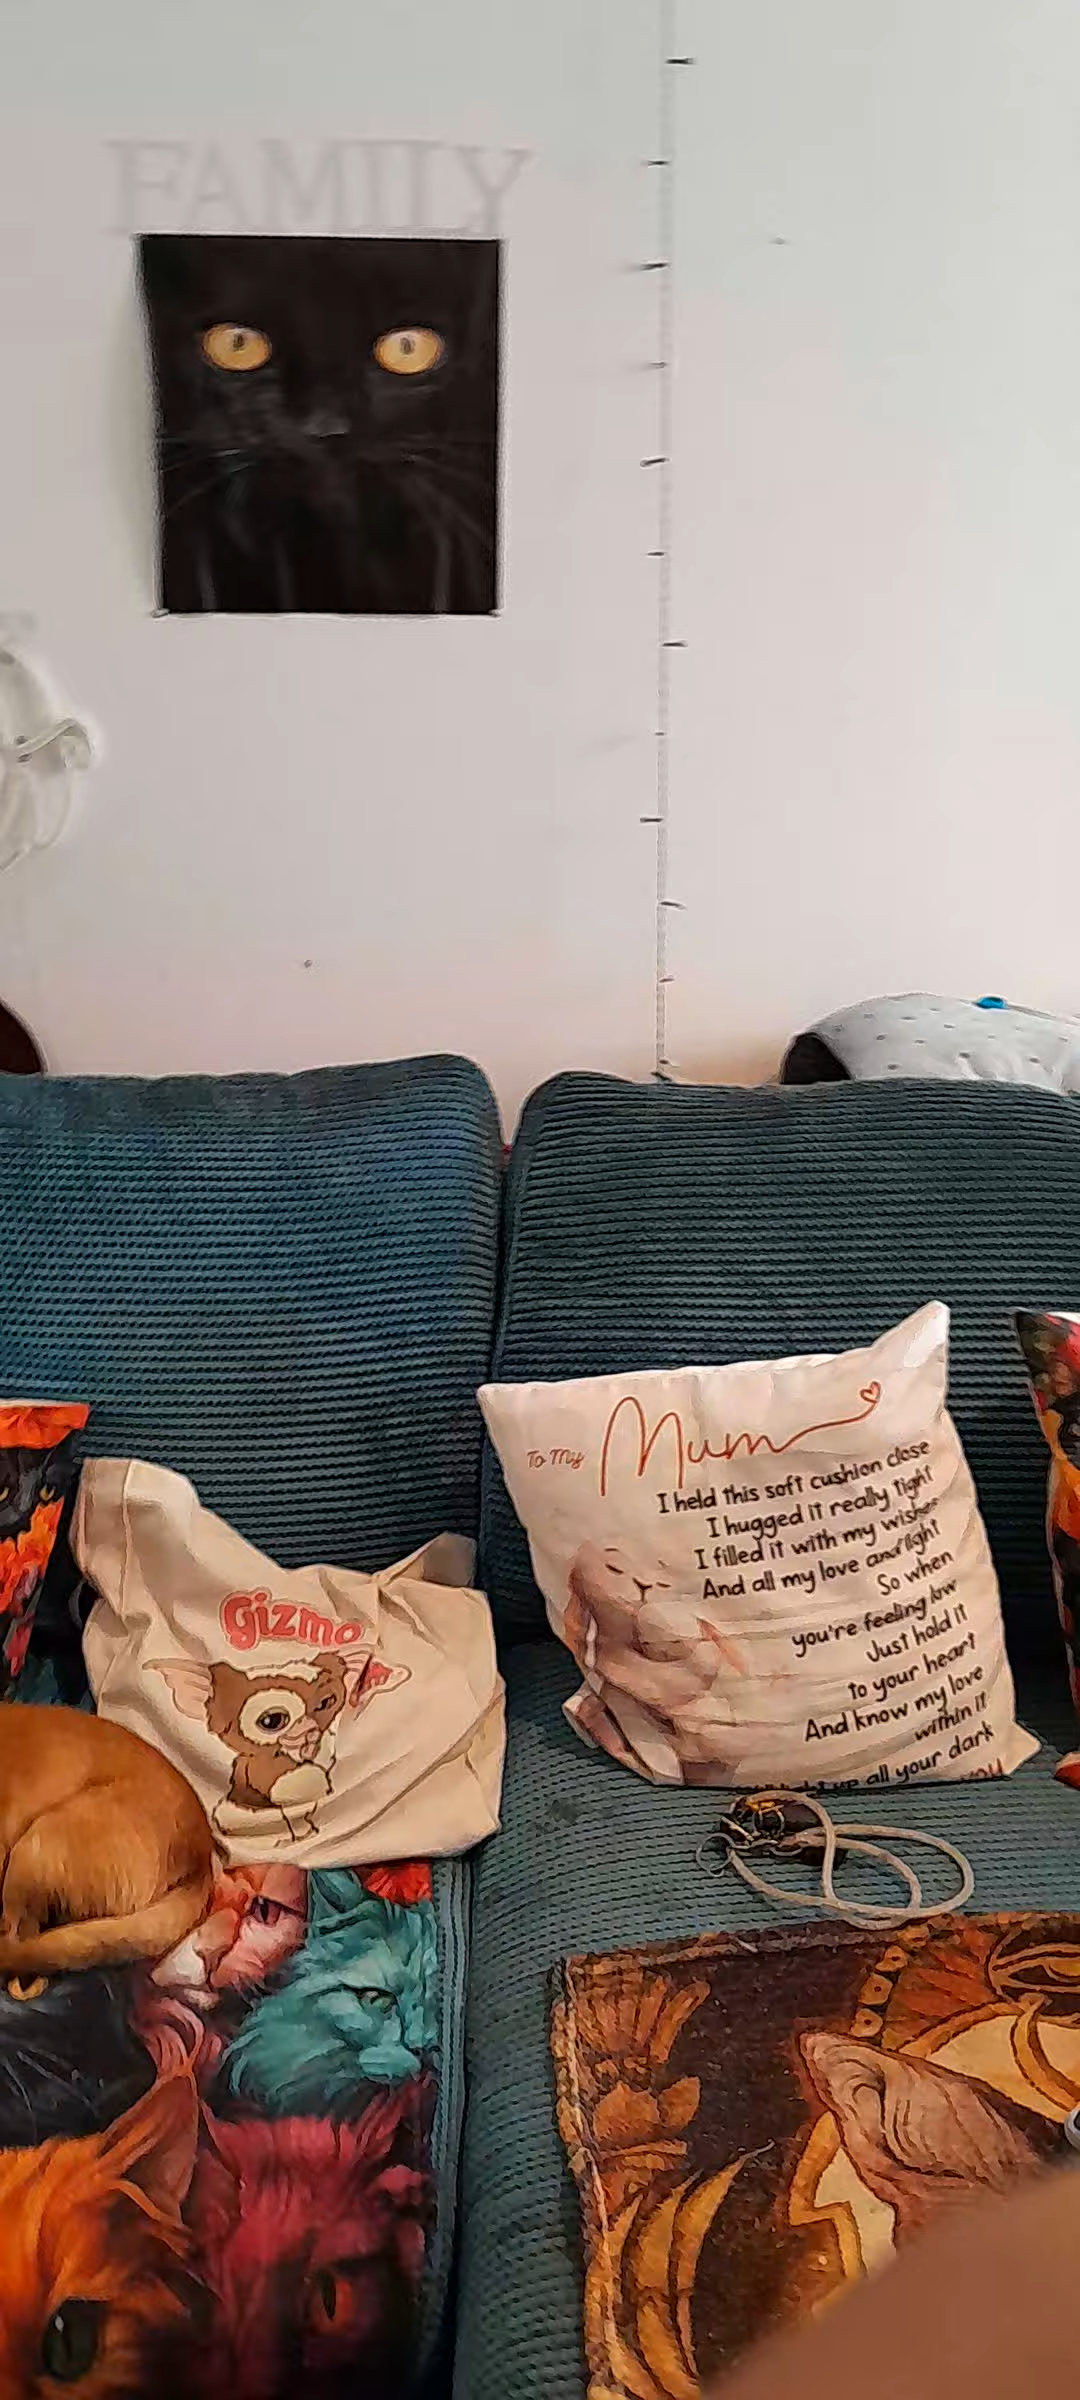 FAMILY
To My Mum
I held this soft cushion close
I hugged it really tight
I filled it with my wishes
And all my love and light
So when
you're feeling low
Just hold it
to your heart
And know my love
within it
up all your dark
YOU
Gizmo